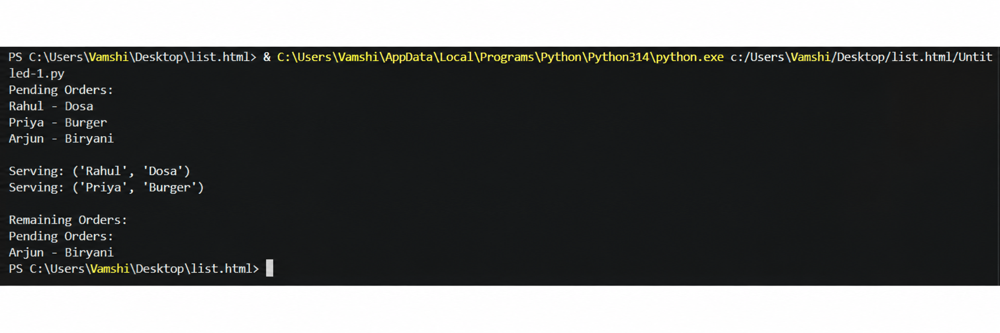 PS C:\Users\Vamshi\Desktop\list.html> & C:\Users\Vamshi\AppData\Local\Programs\Python\Python314\python.exe c:/Users/Vamshi/Desktop/list.html/Untit
led-1.py
Pending Orders:
Rahul - Dosa
Priya - Burger
Arjun - Biryani
Serving: ('Rahul', 'Dosa')
Serving: ('Priya', 'Burger')
Remaining Orders:
Pending Orders:
Arjun - Biryani
PS C:\Users\Vamshi\Desktop\list.html>